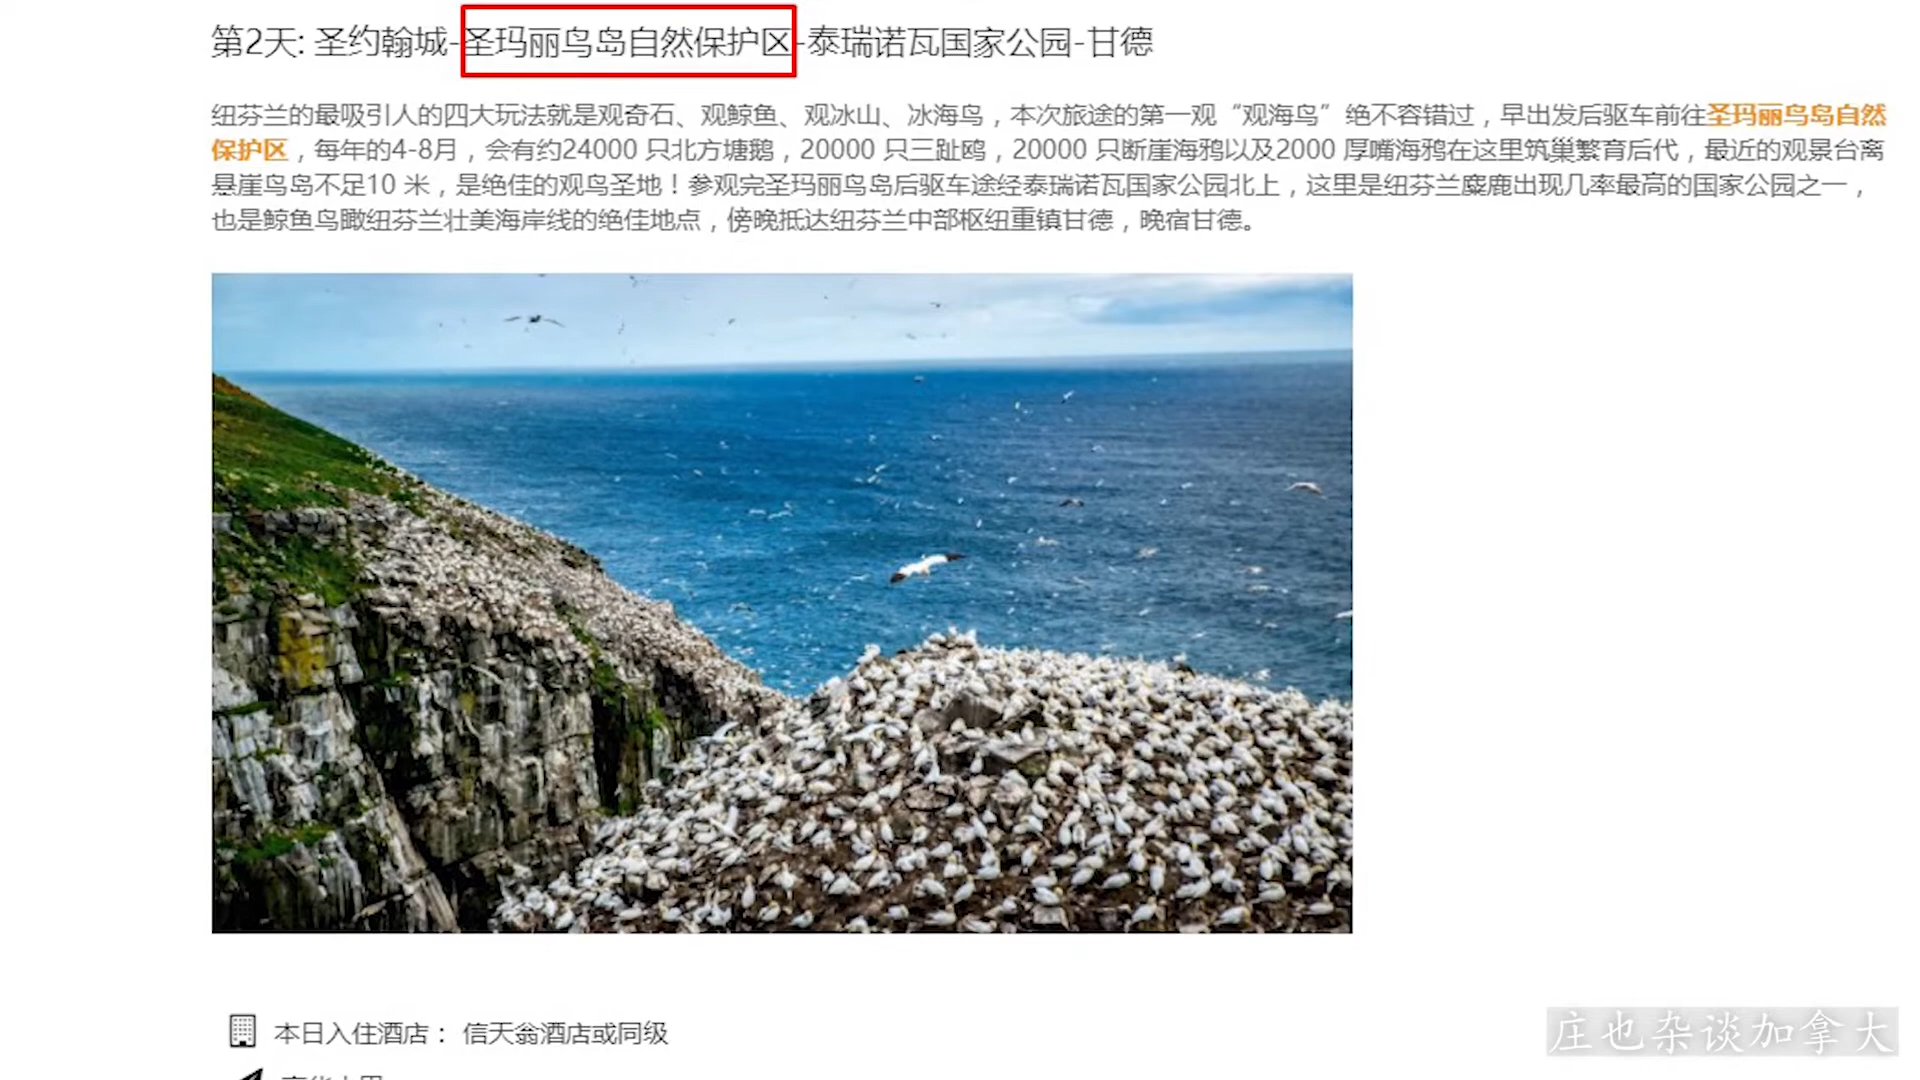 第2天: 圣约翰城-圣玛丽鸟岛自然保护区-泰瑞诺瓦国家公园-甘德
纽芬兰的最吸引人的四大玩法就是观奇石、观鲸鱼、观冰山、冰海鸟，本次旅途的第一观“观海鸟”绝不容错过，早出发后驱车前往圣玛丽鸟岛自然
保护区，每年的4-8月，会有约24000 只北方塘鹅，20000 只三趾鸥，20000 只断崖海鸦以及2000 厚嘴海鸦在这里筑巢繁育后代，最近的观景台离
悬崖鸟岛不足10 米，是绝佳的观鸟圣地！参观完圣玛丽鸟岛后驱车途经泰瑞诺瓦国家公园北上，这里是纽芬兰麋鹿出现几率最高的国家公园之一，
也是鲸鱼鸟瞰纽芬兰壮美海岸线的绝佳地点，傍晚抵达纽芬兰中部枢纽重镇甘德，晚宿甘德。
本日入住酒店： 信天翁酒店或同级
庄也杂谈加拿大